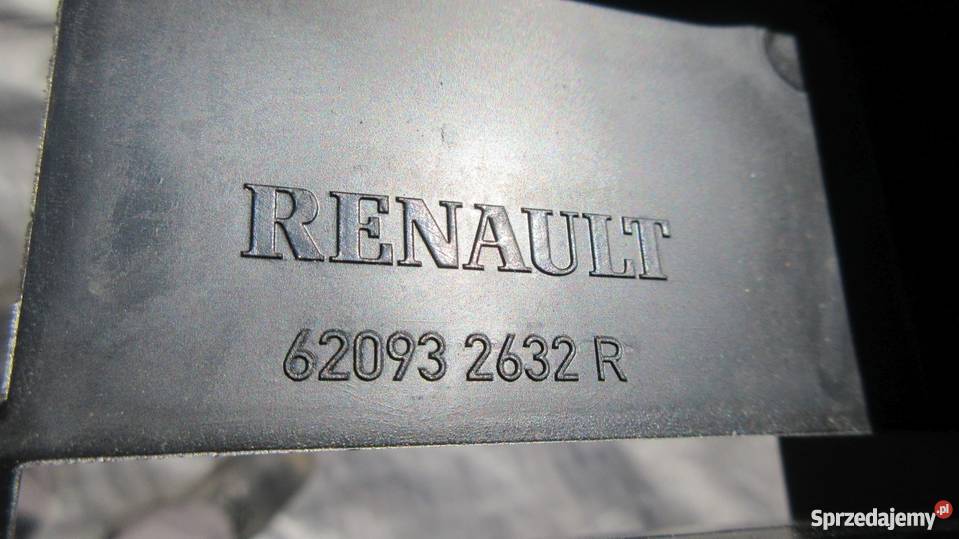 RENAULT
62093 2632 R
Sprzedajemy.pl